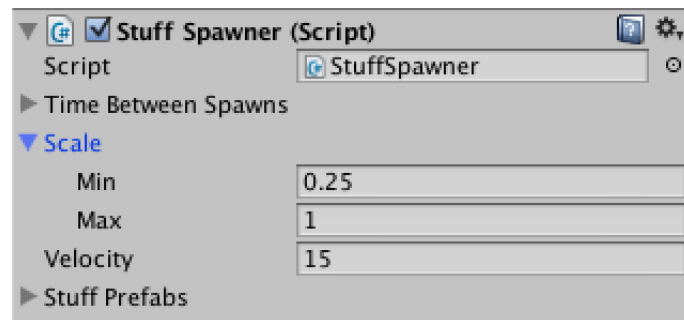 Stuff Spawner (Script)
Script StuffSpawner
Time Between Spawns
Scale
Min 0.25
Max 1
Velocity 15
Stuff Prefabs